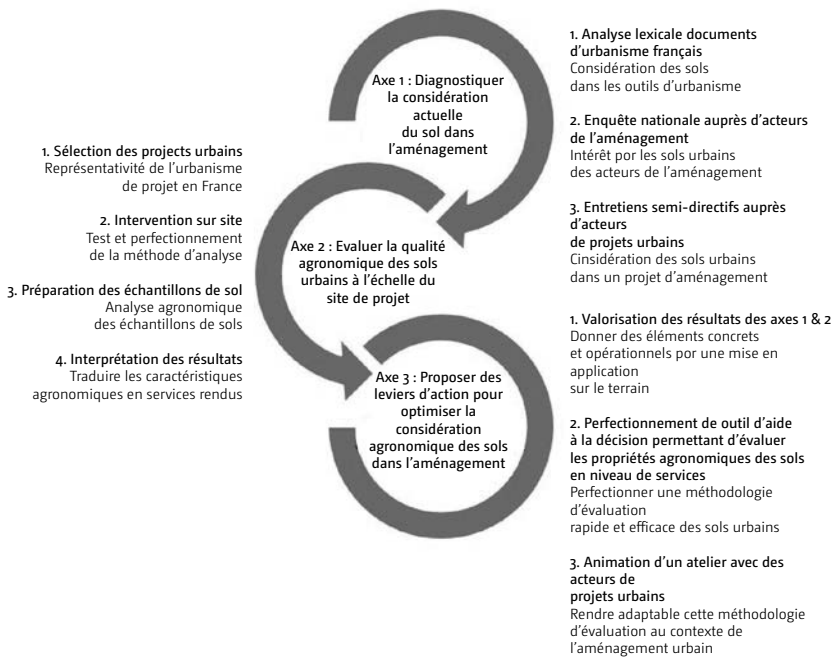 Axe 1 : Diagnostiquer
la considération
actuelle
du sol dans
l'aménagement
1. Analyse lexicale documents
d'urbanisme français
Considération des sols
dans les outils d'urbanisme
2. Enquête nationale auprès d'acteurs
de l'aménagement
Intérêt por les sols urbains
des acteurs de l'aménagement
3. Entretiens semi-directifs auprès
d'acteurs
de projets urbains
Cinsidération des sols urbains
dans un projet d'aménagement
1. Sélection des projects urbains
Représentativité de l'urbanisme
de projet en France
2. Intervention sur site
Test et perfectionnement
de la méthode d'analyse
3. Préparation des échantillons de sol
Analyse agronomique
des échantillons de sols
4. Interprétation des résultats
Traduire les caractéristiques
agronomiques en services rendus
Axe 2 : Evaluer la qualité
agronomique des sols
urbains à l'échelle du
site de projet
Axe 3 : Proposer des
leviers d'action pour
optimiser la
considération
agronomique des sols
dans l'aménagement
1. Valorisation des résultats des axes 1 & 2
Donner des éléments concrets
et opérationnels por une mise en
application
sur le terrain
2. Perfectionnement de outil d'aide
à la décision permettant d'évaluer
les propriétés agronomiques des sols
en niveau de services
Perfectionner une méthodologie
d'évaluation
rapide et efficace des sols urbains
3. Animation d'un atelier avec des
acteurs de
projets urbains
Rendre adaptable cette méthodologie
d'évaluation au contexte de
l'aménagement urbain